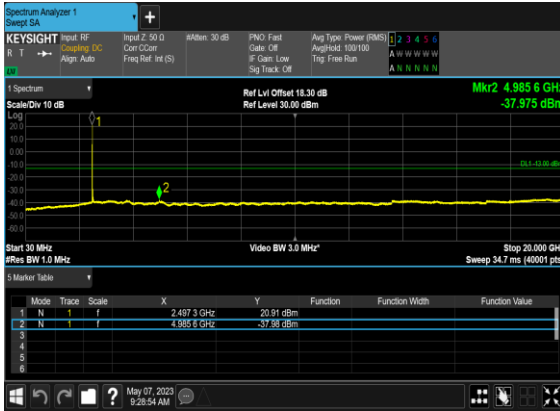 Spectrum Analyzer 1
Swept SA
+
KEYSIGHT Input: RF Input Z: 50 Ω #Atten: 30 dB PNO: Fast Avg Type: Power (RMS) 1 2 3 4 5 6
R T Coupling: DC Corr CCorr Gate: Off Avg|Hold: 100/100 A W W W W W
Align: Auto Freq Ref: Int (S) IF Gain: Low Trig: Free Run
Sig Track: Off A N N N N N
1 Spectrum Ref Lvl Offset 18.30 dB Mkr2 4.985 6 GHz
Scale/Div 10 dB Ref Level 30.00 dBm -37.975 dBm
Log
1
20.0
10.0
0.00
-10.0
DL1 -13.00 dBm
-20.0
-30.0
2
-40.0
-50.0
-60.0
Start 30 MHz Video BW 3.0 MHz* Stop 20.000 GHz
#Res BW 1.0 MHz Sweep 34.7 ms (40001 pts)
5 Marker Table
Mode Trace Scale X Y Function Function Width Function Value
1 N 1 f 2.497 3 GHz 20.91 dBm
2 N 1 f 4.985 6 GHz -37.98 dBm
3
4
5
6
? May 07, 2023
9:28:54 AM